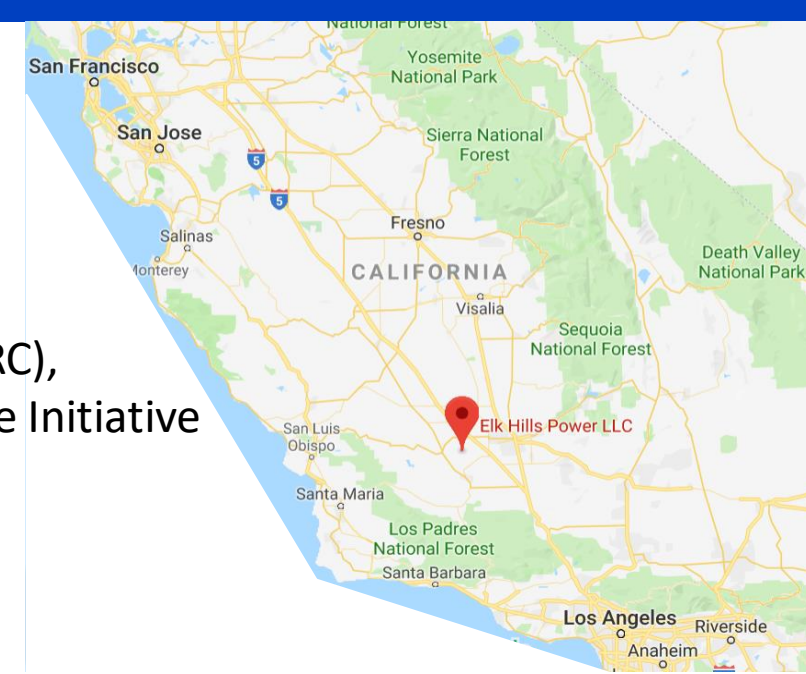 National Forest
Yosemite
National Park
San Francisco
San Jose
Sierra National
Forest
5
5
Fresno
Salinas
Monterey
Death Valley
National Park
CALIFORNIA
Visalia
Sequoia
National Forest
RC),
e Initiative
Elk Hills Power LLC
San Luis
Obispo
Santa Maria
Los Padres
National Forest
Santa Barbara
Los Angeles
Riverside
Anaheim